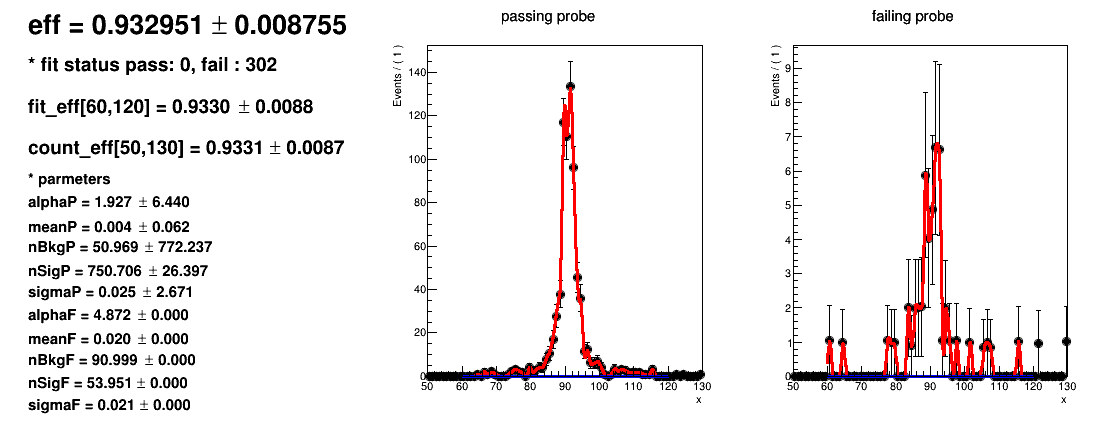 eff = 0.932951 ± 0.008755
* fit status pass: 0, fail : 302
fit_eff[60,120] = 0.9330 ± 0.0088
count_eff[50,130] = 0.9331 ± 0.0087
* parmeters
alphaP = 1.927 ± 6.440
meanP = 0.004 ± 0.062
nBkgP = 50.969 ± 772.237
nSigP = 750.706 ± 26.397
sigmaP = 0.025 ± 2.671
alphaF = 4.872 ± 0.000
meanF = 0.020 ± 0.000
nBkgF = 90.999 ± 0.000
nSigF = 53.951 ± 0.000
sigmaF = 0.021 ± 0.000
passing probe
Events / ( 1 )
140
120
100
80
60
40
20
0
50 60 70 80 90 100 110 120 130
x
failing probe
Events / ( 1 )
9
8
7
6
5
4
3
2
1
0
50 60 70 80 90 100 110 120 130
x